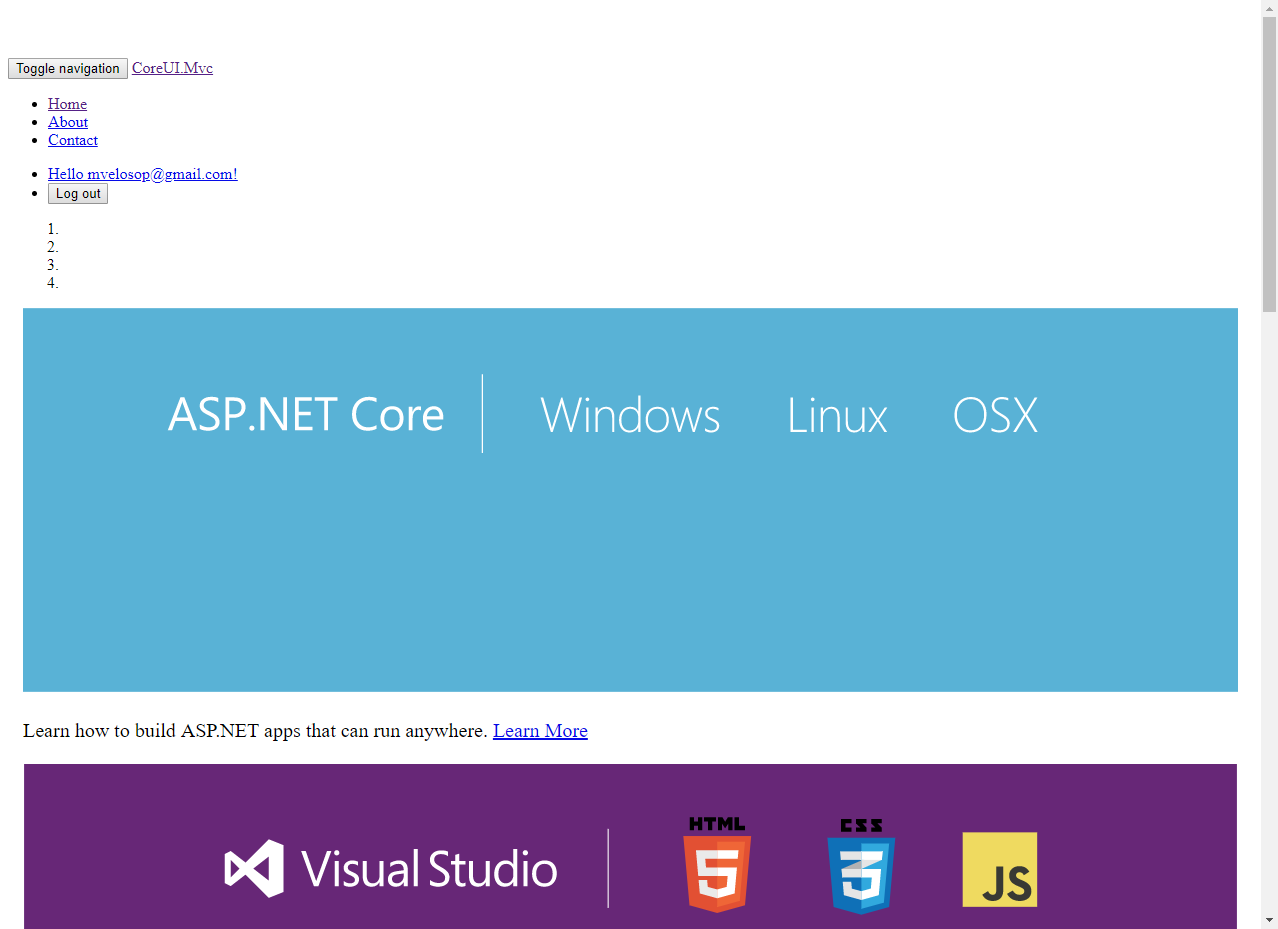 Toggle navigation CoreUI.Mvc
Home
About
Contact
Hello mvelosop@gmail.com!
Log out
1.
2.
3.
4.
ASP.NET Core Windows Linux OSX
Learn how to build ASP.NET apps that can run anywhere. Learn More
Visual Studio HTML 5 CSS 3 JS